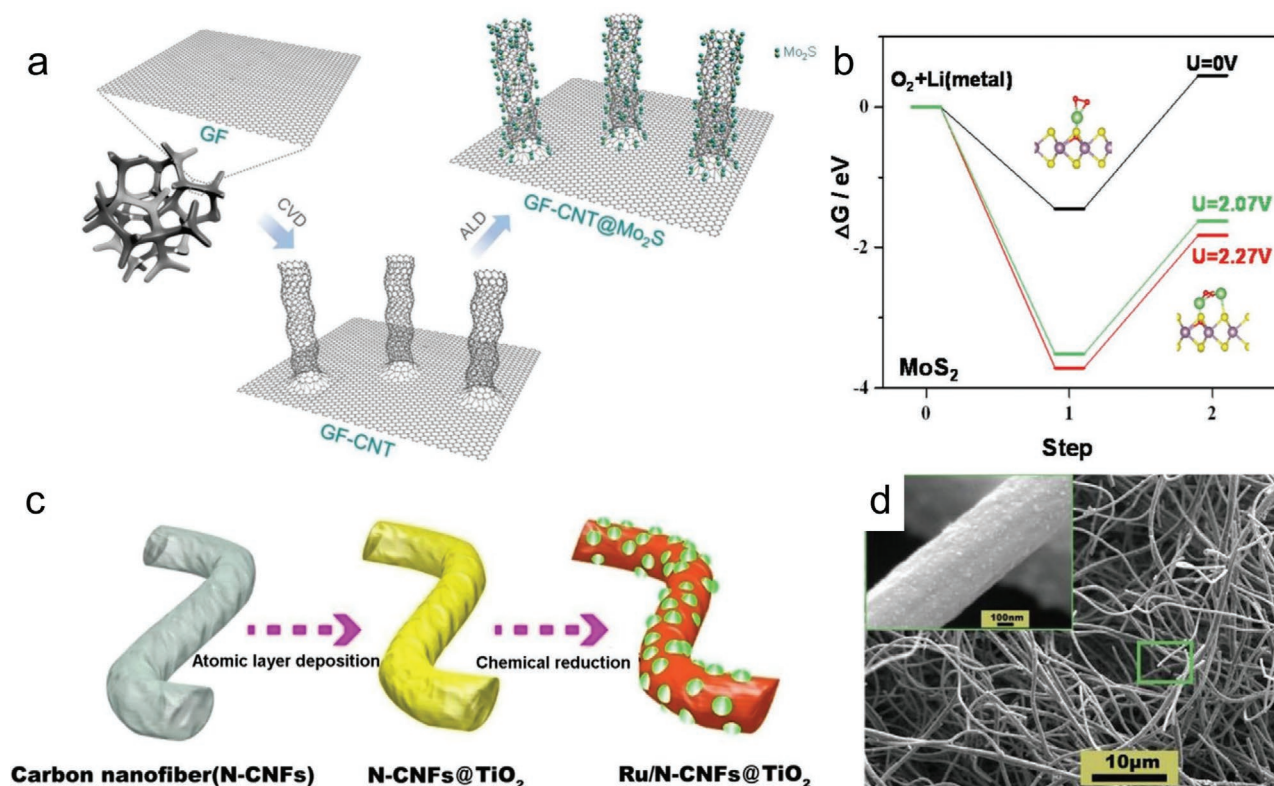 a
GF
CVD
GF-CNT
ALD
GF-CNT@Mo₂S
Mo₂S
b
U=0V
O₂+Li(metal)
U=2.07V
U=2.27V
MoS₂
ΔG / eV
0
-2
-4
0 1 2
Step
c
Atomic layer deposition
Chemical reduction
Carbon nanofiber(N-CNFs)
N-CNFs@TiO₂
Ru/N-CNFs@TiO₂
d
100nm
10μm